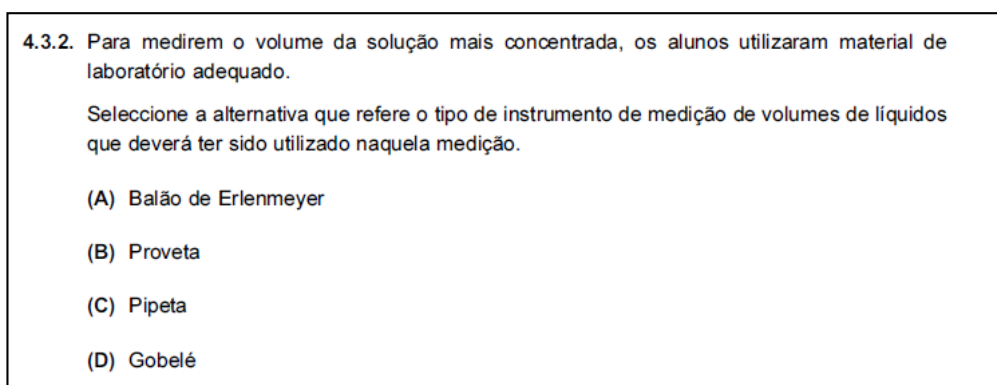 4.3.2. Para medirem o volume da solução mais concentrada, os alunos utilizaram material de
laboratório adequado.
Seleccione a alternativa que refere o tipo de instrumento de medição de volumes de líquidos
que deverá ter sido utilizado naquela medição.
(A) Balão de Erlenmeyer
(B) Proveta
(C) Pipeta
(D) Gobelé